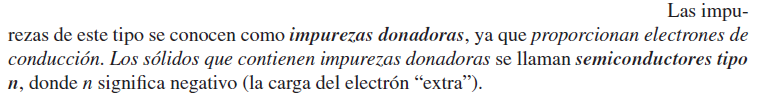 Las impu-
rezas de este tipo se conocen como impurezas donadoras, ya que proporcionan electrones de
conducción. Los sólidos que contienen impurezas donadoras se llaman semiconductores tipo
n, donde n significa negativo (la carga del electrón “extra”).